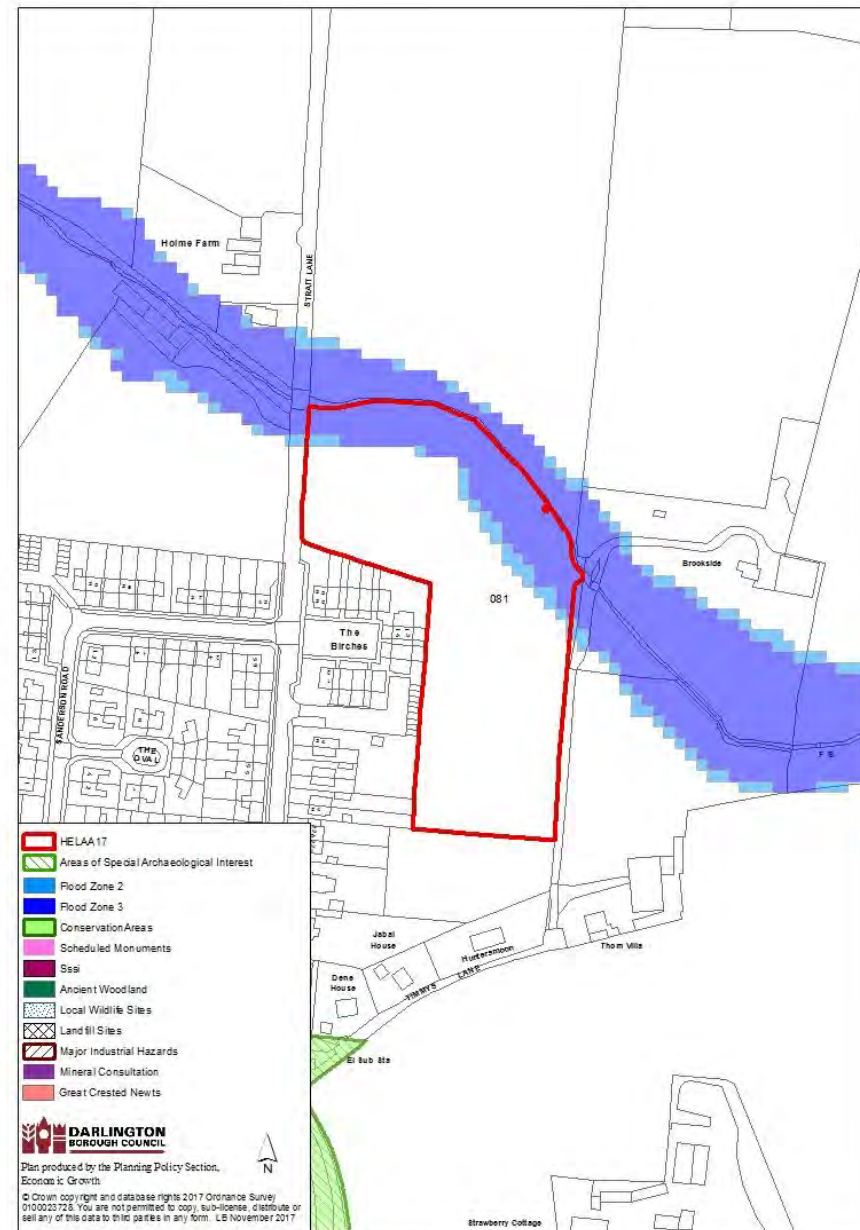 Holme Farm
STRAIT LANE
Brookside
081
The
Birches
SANDERSON ROAD
THE
OVAL
F B
Jabal
House
Huntersmoon
Thorn Villa
Dene
House
TIMMYS LANE
El Sub Sta
Strawberry Cottage
HELAA17
Areas of Special Archaeological Interest
Flood Zone 2
Flood Zone 3
Conservation Areas
Scheduled Monuments
Sssi
Ancient Woodland
Local Wildlife Sites
Landfill Sites
Major Industrial Hazards
Mineral Consultation
Great Crested Newts
DARLINGTON
BOROUGH COUNCIL
N
Plan produced by the Planning Policy Section,
Economic Growth
© Crown copyright and database rights 2017 Ordnance Survey
0100023728. You are not permitted to copy, sub-license, distribute or
sell any of this data to third parties in any form. LB November 2017